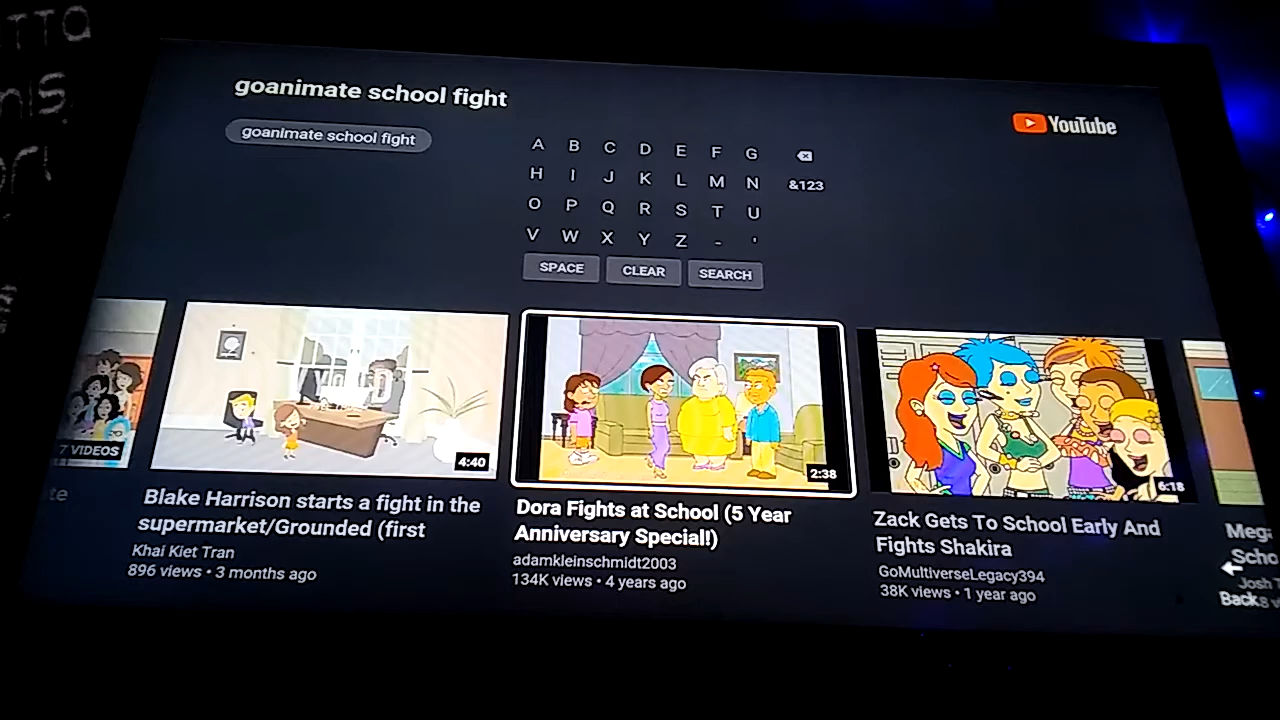 goanimate school fight
YouTube
goanimate school fight
A B C D E F G
H I J K L M N &123
O P Q R S T U
V W X Y Z - '
SPACE CLEAR SEARCH
7 VIDEOS
4:40
2:38
6:18
Blake Harrison starts a fight in the
supermarket/Grounded (first
Khai Kiet Tran
896 views • 3 months ago
Dora Fights at School (5 Year
Anniversary Special!)
adamkleinschmidt2003
134K views • 4 years ago
Zack Gets To School Early And
Fights Shakira
GoMultiverseLegacy394
38K views • 1 year ago
Josh
Back